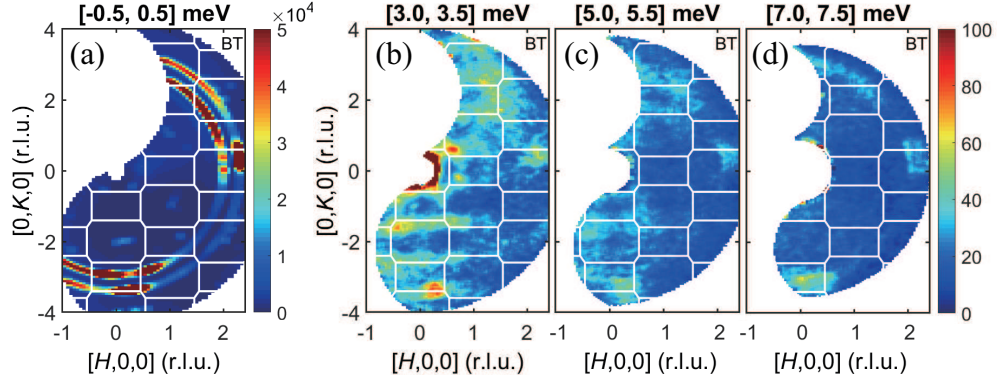 [-0.5, 0.5] meV
×10⁴
[3.0, 3.5] meV
[5.0, 5.5] meV
[7.0, 7.5] meV
(a)
BT
(b)
BT
(c)
BT
(d)
BT
4
2
0
-2
-4
[0,K,0] (r.l.u.)
-1
0
1
2
[H,0,0] (r.l.u.)
5
4
3
2
1
0
4
2
0
-2
-4
[0,K,0] (r.l.u.)
-1
0
1
2
[H,0,0] (r.l.u.)
-1
0
1
2
[H,0,0] (r.l.u.)
-1
0
1
2
[H,0,0] (r.l.u.)
100
80
60
40
20
0